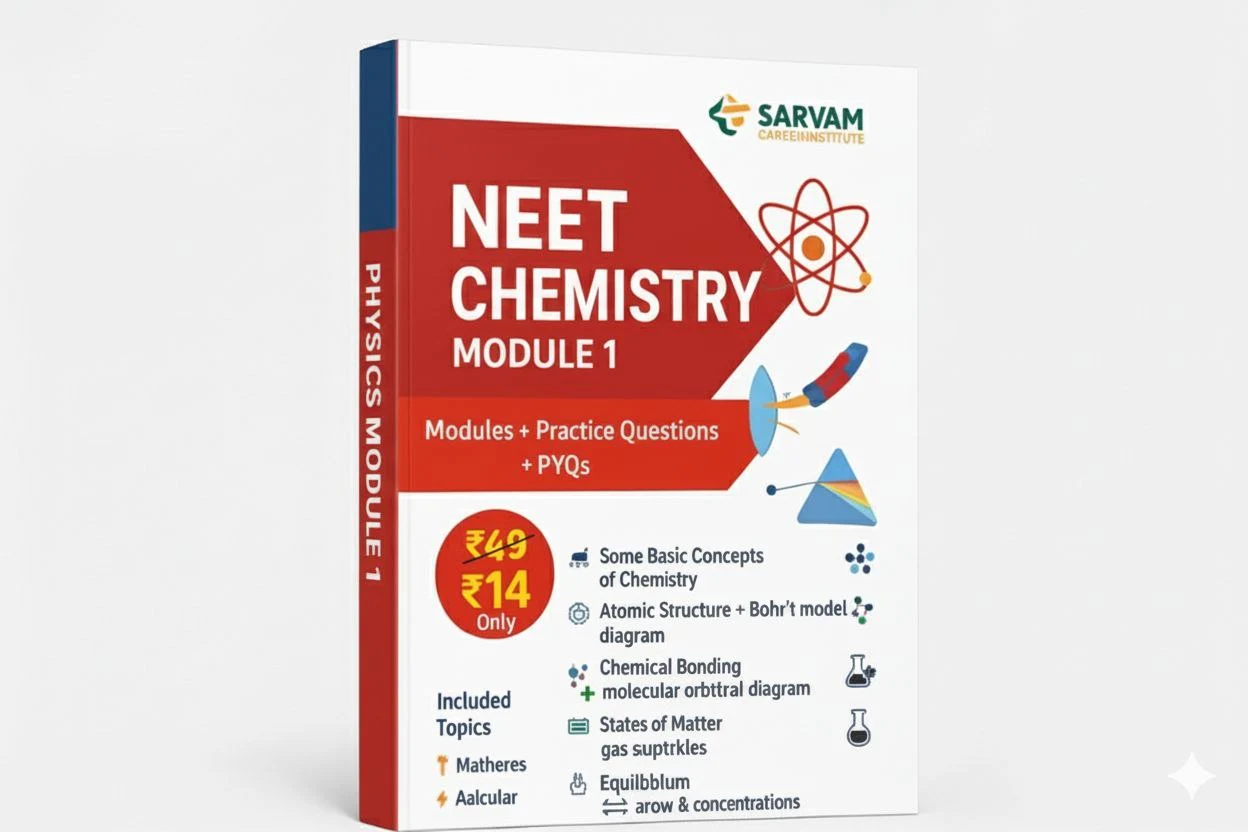 SARVAM
CAREEINNSTITUTE
NEET
CHEMISTRY
MODULE 1
Modules + Practice Questions
+ PYQs
PHYSICS MODULE 1
₹49
₹14
Only
Some Basic Concepts
of Chemistry
Atomic Structure + Bohr't model
diagram
Chemical Bonding
molecular orbttral diagram
States of Matter
gas suptrkles
Equilbblum
arow & concentrations
Included
Topics
Matheres
Aalcular